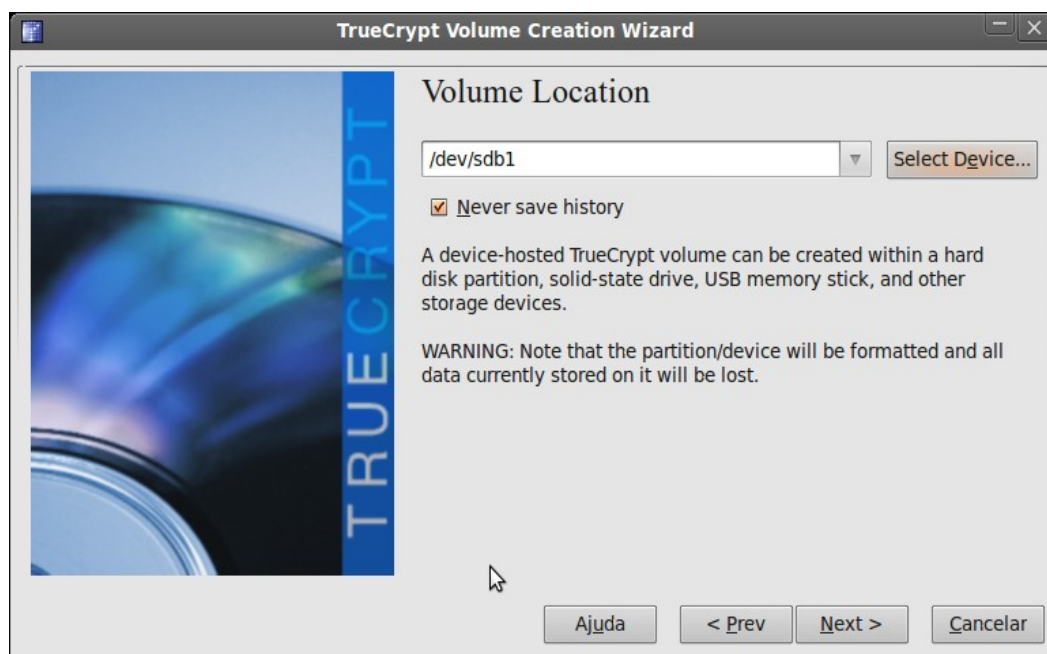 TrueCrypt Volume Creation Wizard
TRUECRYPT
Volume Location
/dev/sdb1
Select Device...
Never save history
A device-hosted TrueCrypt volume can be created within a hard
disk partition, solid-state drive, USB memory stick, and other
storage devices.
WARNING: Note that the partition/device will be formatted and all
data currently stored on it will be lost.
Ajuda
< Prev
Next >
Cancelar